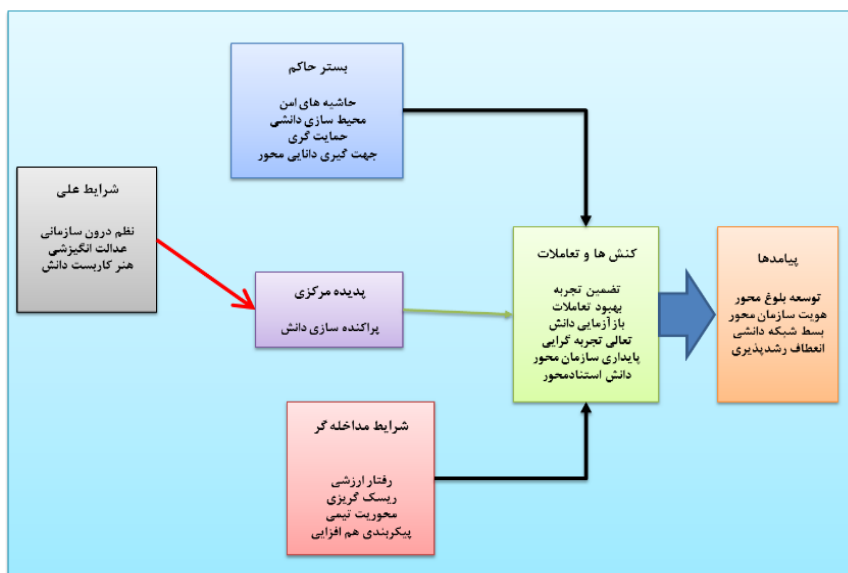 بستر حاکم
حاشیه های امن
محیط سازی دانشی
حمایت گری
جهت گیری دانایی محور
شرایط علی
نظم درون سازمانی
عدالت انگیزشی
هنر کاربست دانش
پدیده مرکزی
پراکنده سازی دانش
کنش ها و تعاملات
تضمین تجربه
بهبود تعاملات
باز آزمایی دانش
تعالی تجربه گرایی
پایداری سازمان محور
دانش استنادمحور
پیامدها
توسعه بلوغ محور
هویت سازمان محور
بسط شبکه دانشی
انعطاف رشدپذیری
شرایط مداخله گر
رفتار ارزشی
ریسک گریزی
محوریت تیمی
پیکربندی هم افزایی